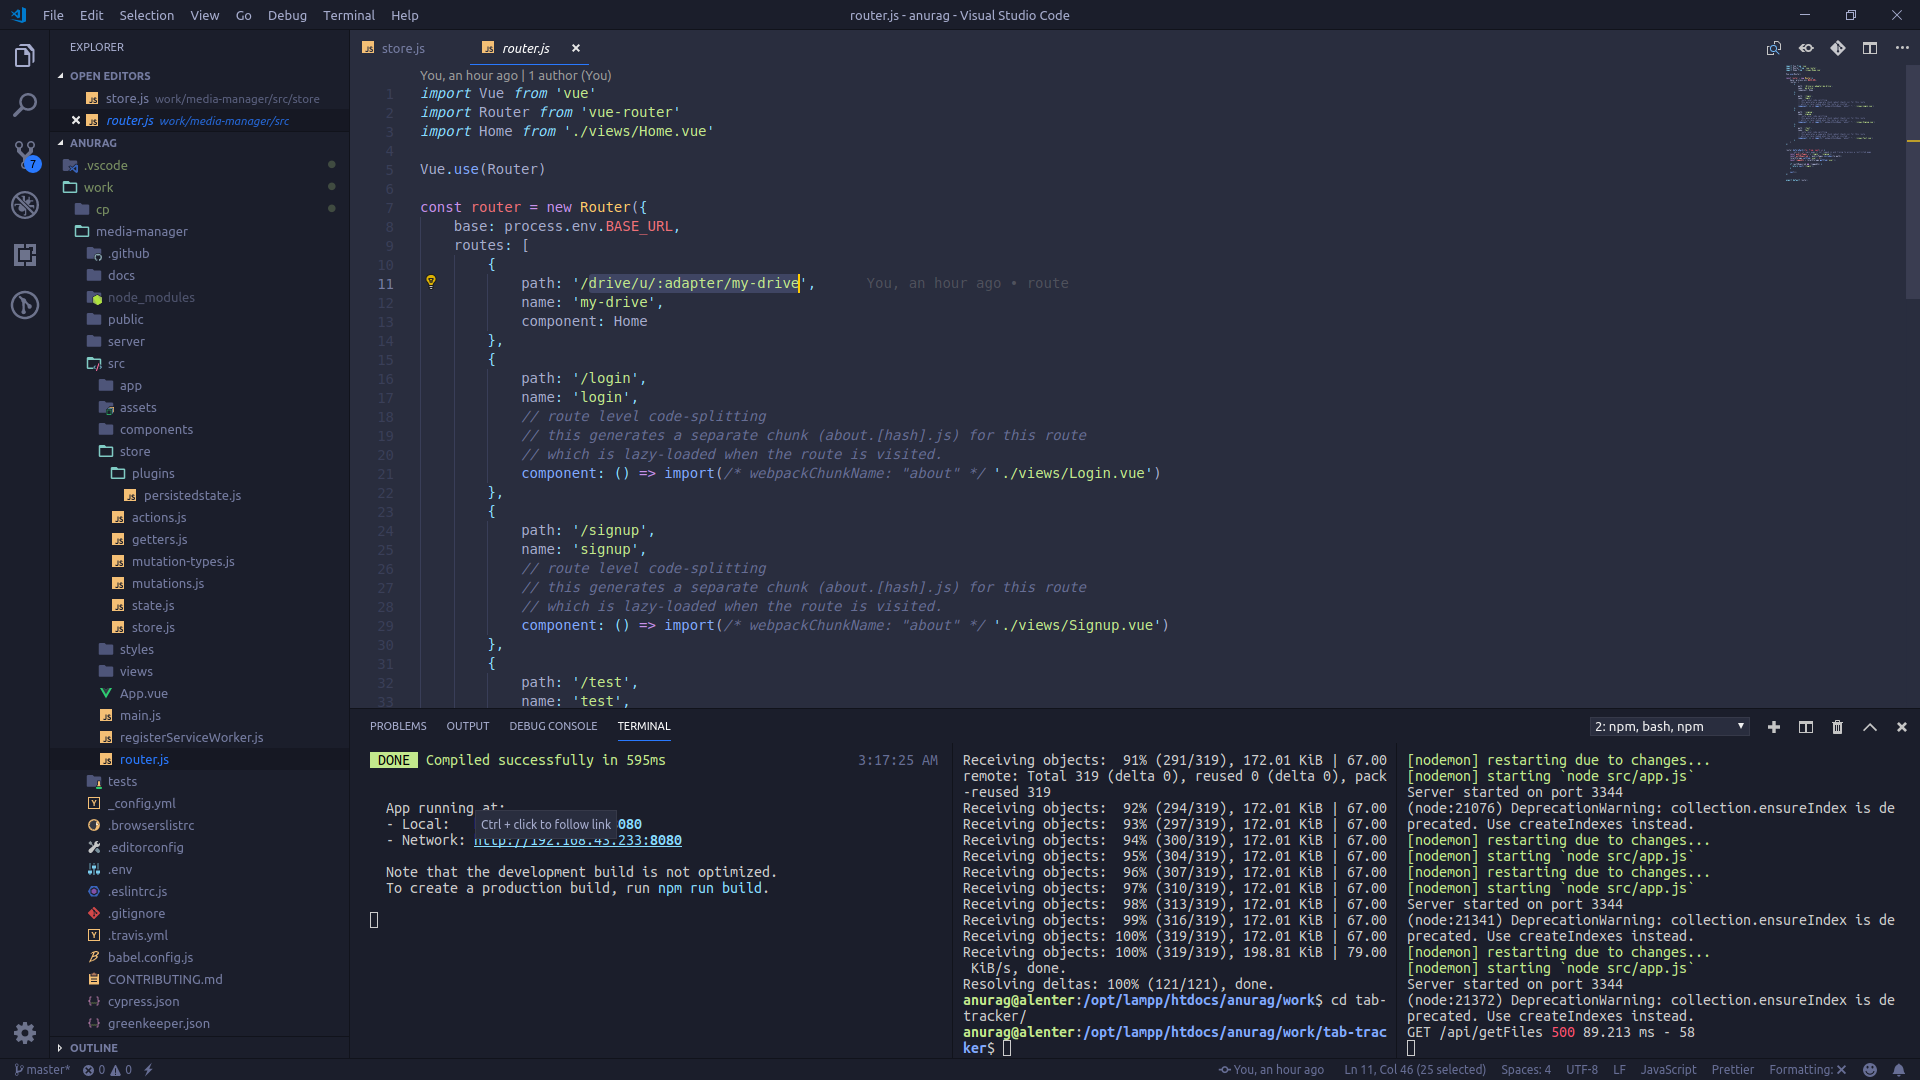 File Edit Selection View Go Debug Terminal Help
router.js - anurag - Visual Studio Code
EXPLORER
OPEN EDITORS
store.js work/media-manager/src/store
router.js work/media-manager/src
ANURAG
.vscode
work
cp
media-manager
.github
docs
node_modules
public
server
src
app
assets
components
store
plugins
persistedstate.js
actions.js
getters.js
mutation-types.js
mutations.js
state.js
store.js
styles
views
App.vue
main.js
registerServiceWorker.js
router.js
tests
_config.yml
.browserslistrc
.editorconfig
.env
.eslintrc.js
.gitignore
.travis.yml
babel.config.js
CONTRIBUTING.md
cypress.json
greenkeeper.json
OUTLINE
7
store.js router.js
You, an hour ago | 1 author (You)
1 import Vue from 'vue'
2 import Router from 'vue-router'
3 import Home from './views/Home.vue'
4
5 Vue.use(Router)
6
7 const router = new Router({
8 base: process.env.BASE_URL,
9 routes: [
10 {
11 path: '/drive/u/:adapter/my-drive', You, an hour ago • route
12 name: 'my-drive',
13 component: Home
14 },
15 {
16 path: '/login',
17 name: 'login',
18 // route level code-splitting
19 // this generates a separate chunk (about.[hash].js) for this route
20 // which is lazy-loaded when the route is visited.
21 component: () => import(/* webpackChunkName: "about" */ './views/Login.vue')
22 },
23 {
24 path: '/signup',
25 name: 'signup',
26 // route level code-splitting
27 // this generates a separate chunk (about.[hash].js) for this route
28 // which is lazy-loaded when the route is visited.
29 component: () => import(/* webpackChunkName: "about" */ './views/Signup.vue')
30 },
31 {
32 path: '/test',
33 name: 'test',
PROBLEMS OUTPUT DEBUG CONSOLE TERMINAL
2: npm, bash, npm
DONE Compiled successfully in 595ms 3:17:25 AM
App running at:
- Local: 080
Ctrl + click to follow link
- Network: http://192.168.43.233:8080
Note that the development build is not optimized.
To create a production build, run npm run build.
Receiving objects: 91% (291/319), 172.01 KiB | 67.00
remote: Total 319 (delta 0), reused 0 (delta 0), pack
-reused 319
Receiving objects: 92% (294/319), 172.01 KiB | 67.00
Receiving objects: 93% (297/319), 172.01 KiB | 67.00
Receiving objects: 94% (300/319), 172.01 KiB | 67.00
Receiving objects: 95% (304/319), 172.01 KiB | 67.00
Receiving objects: 96% (307/319), 172.01 KiB | 67.00
Receiving objects: 97% (310/319), 172.01 KiB | 67.00
Receiving objects: 98% (313/319), 172.01 KiB | 67.00
Receiving objects: 99% (316/319), 172.01 KiB | 67.00
Receiving objects: 100% (319/319), 172.01 KiB | 67.00
Receiving objects: 100% (319/319), 198.81 KiB | 79.00
KiB/s, done.
Resolving deltas: 100% (121/121), done.
anurag@alenter:/opt/lampp/htdocs/anurag/work$ cd tab-
tracker/
anurag@alenter:/opt/lampp/htdocs/anurag/work/tab-trac
ker$
[nodemon] restarting due to changes...
[nodemon] starting `node src/app.js`
Server started on port 3344
(node:21076) DeprecationWarning: collection.ensureIndex is de
precated. Use createIndexes instead.
[nodemon] restarting due to changes...
[nodemon] starting `node src/app.js`
[nodemon] restarting due to changes...
[nodemon] starting `node src/app.js`
Server started on port 3344
(node:21341) DeprecationWarning: collection.ensureIndex is de
precated. Use createIndexes instead.
[nodemon] restarting due to changes...
[nodemon] starting `node src/app.js`
Server started on port 3344
(node:21372) DeprecationWarning: collection.ensureIndex is de
precated. Use createIndexes instead.
GET /api/getFiles 500 89.213 ms - 58
master* 0 0 You, an hour ago Ln 11, Col 46 (25 selected) Spaces: 4 UTF-8 LF JavaScript Prettier Formatting: ×